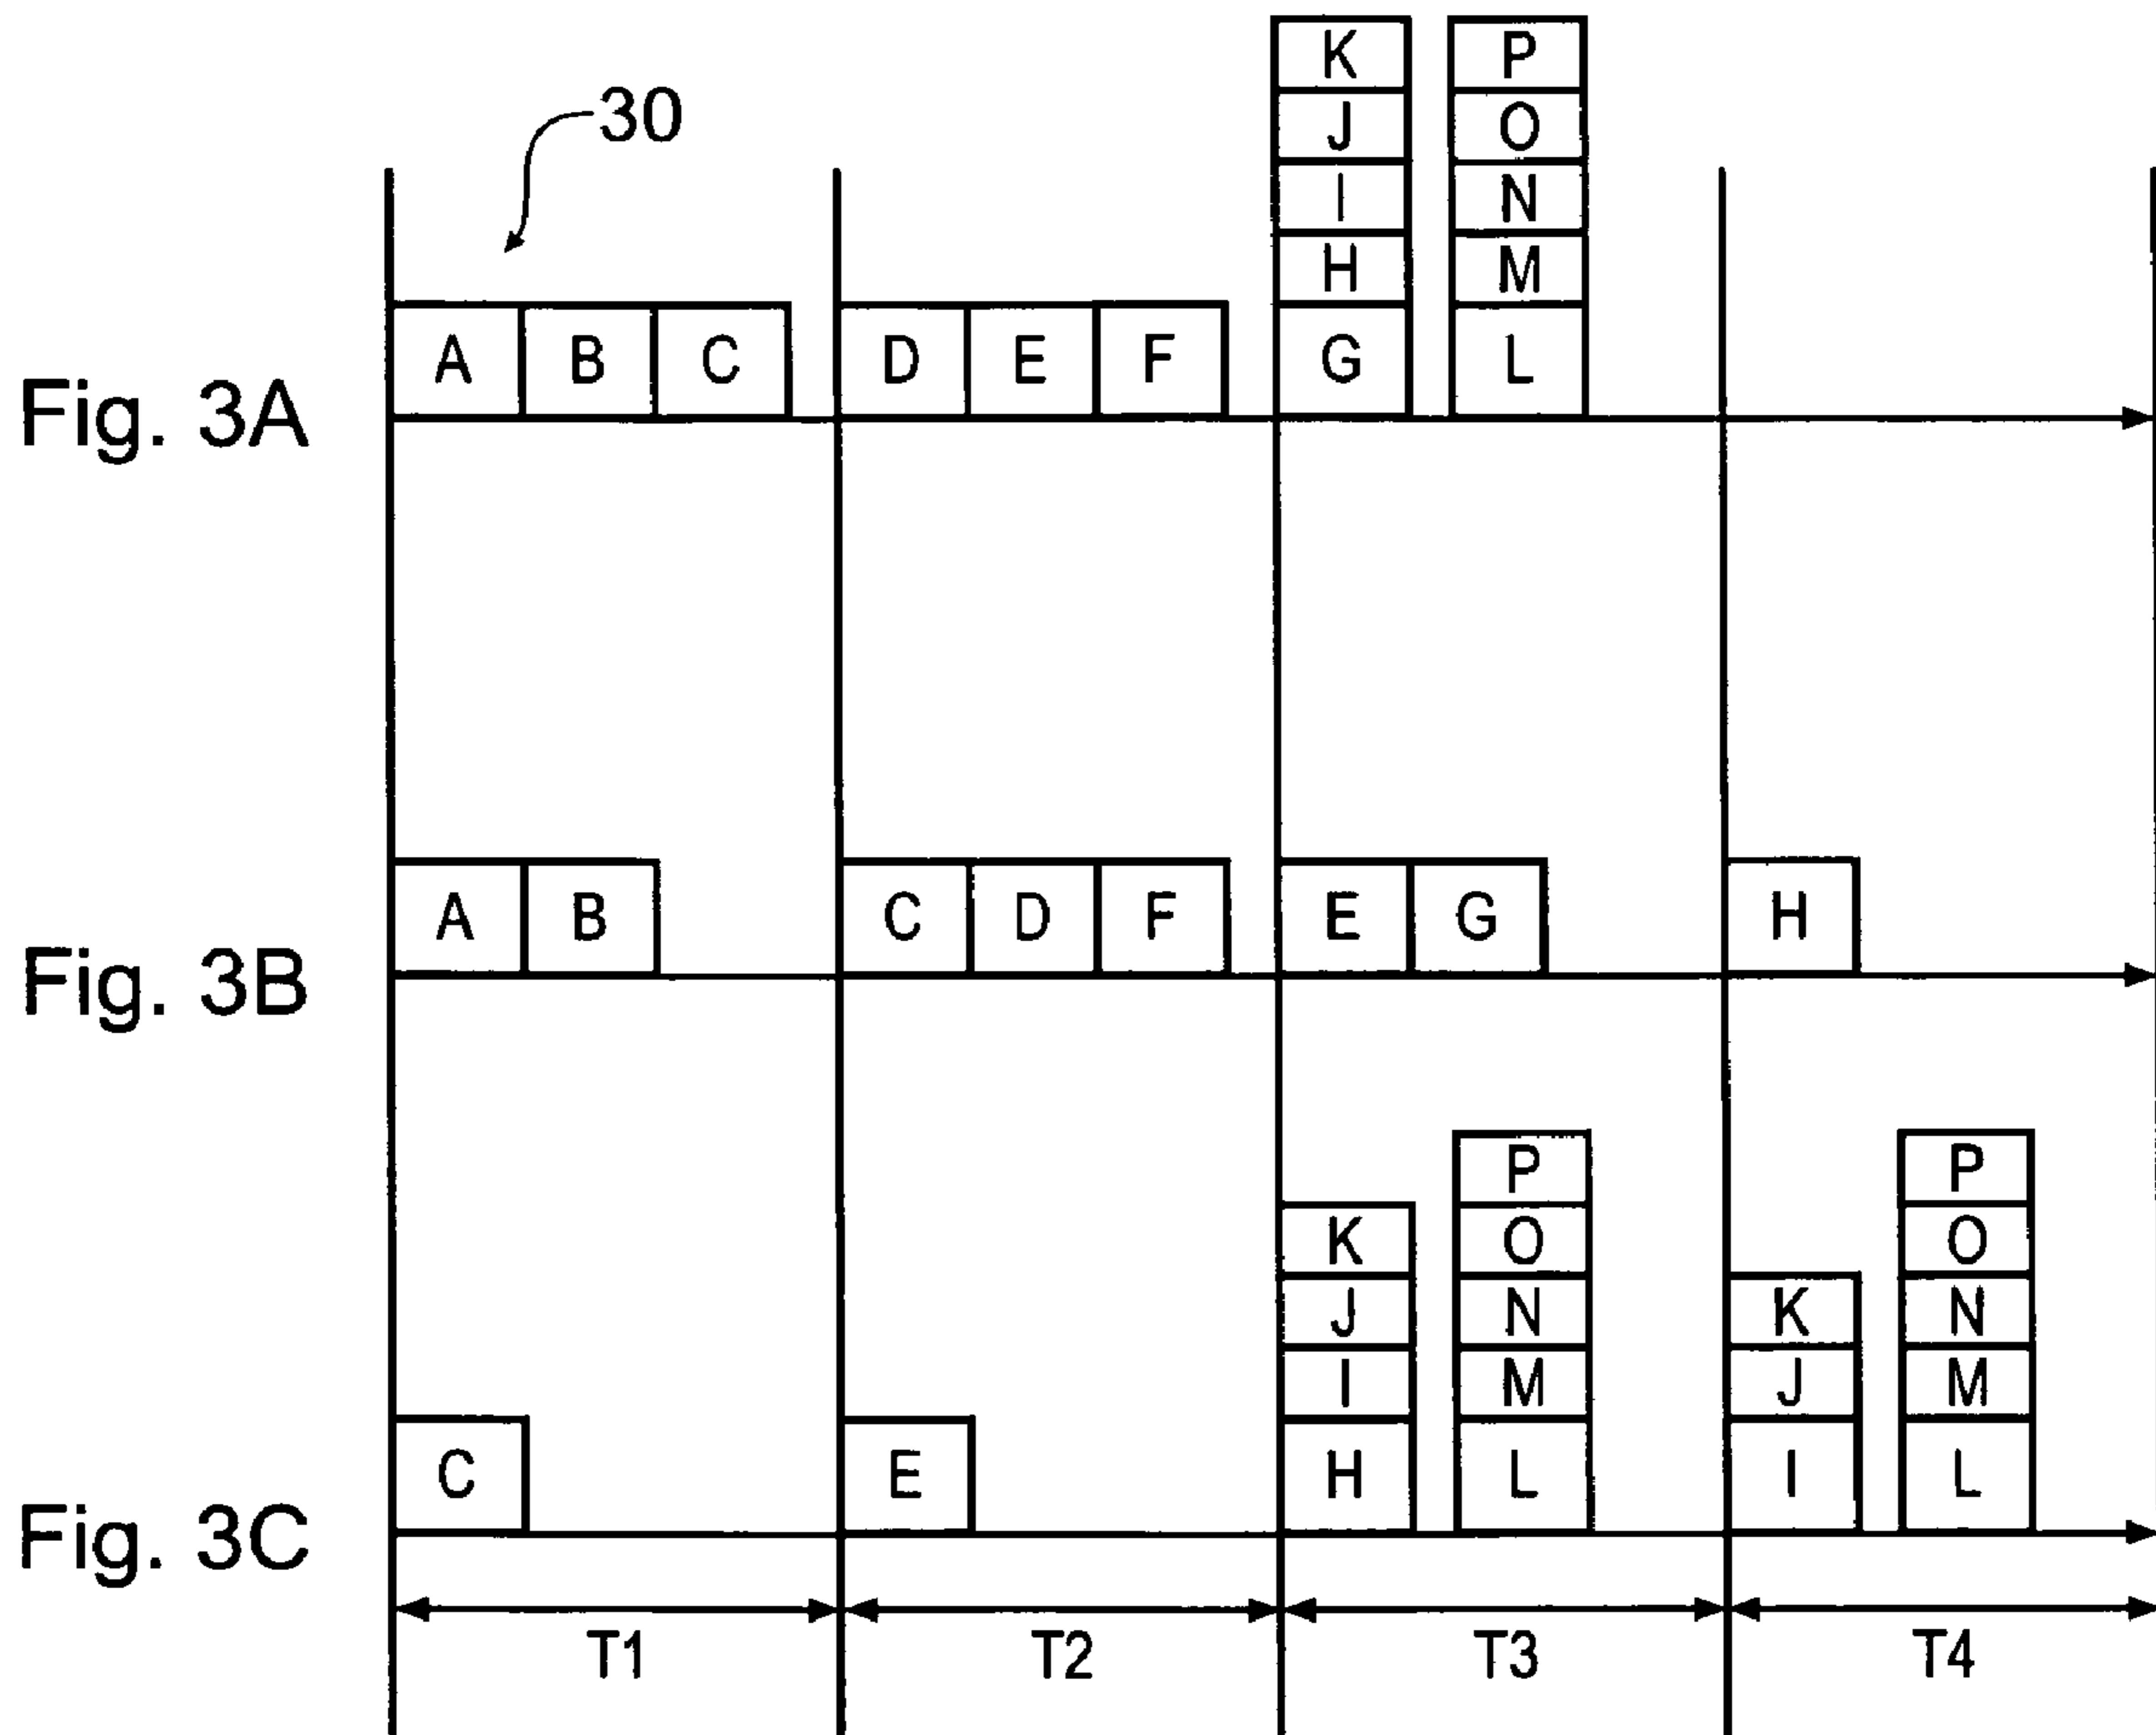 K P
J O
30
I N
H M
A B C D E F G L
Fig. 3A
A B C D F E G H
Fig. 3B
P P
K O O
J N K N
I M J M
C E H L I L
Fig. 3C
T1 T2 T3 T4